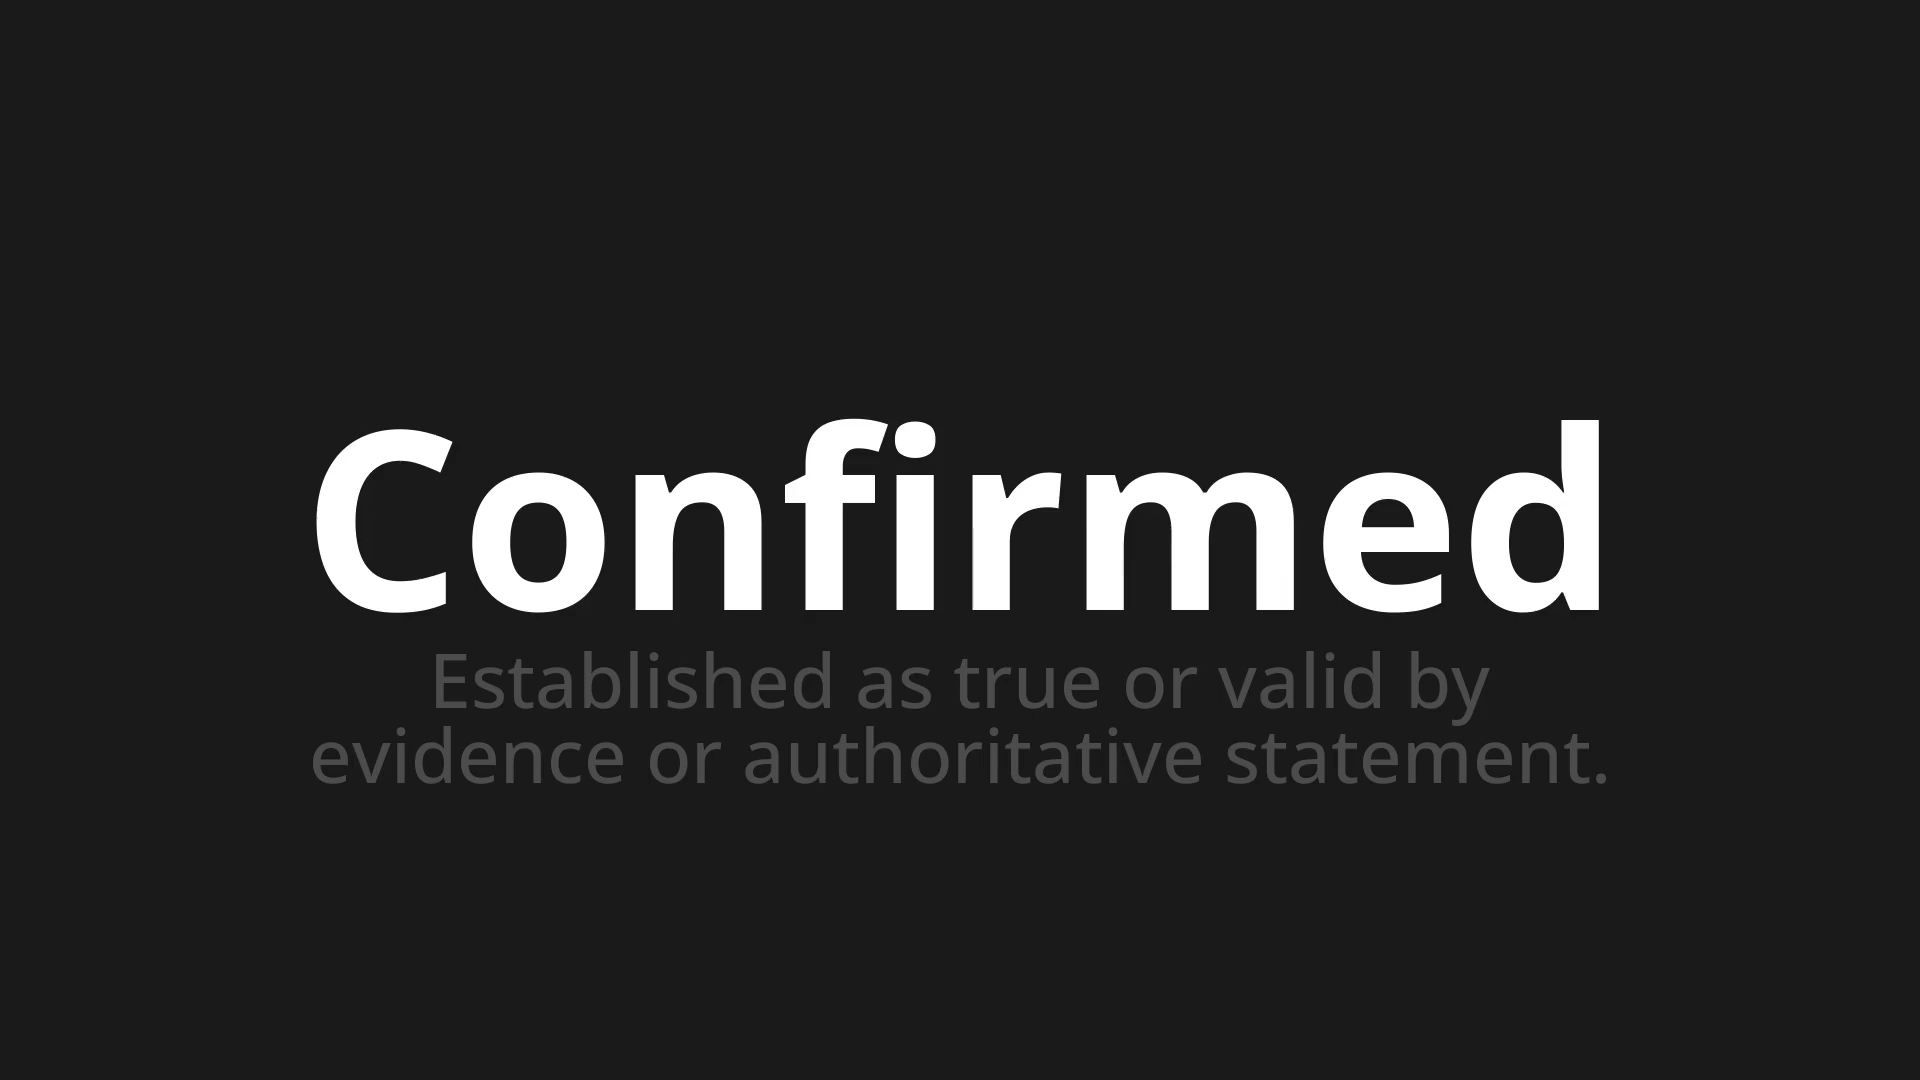 Confirmed
Established as true or valid by
evidence or authoritative statement.